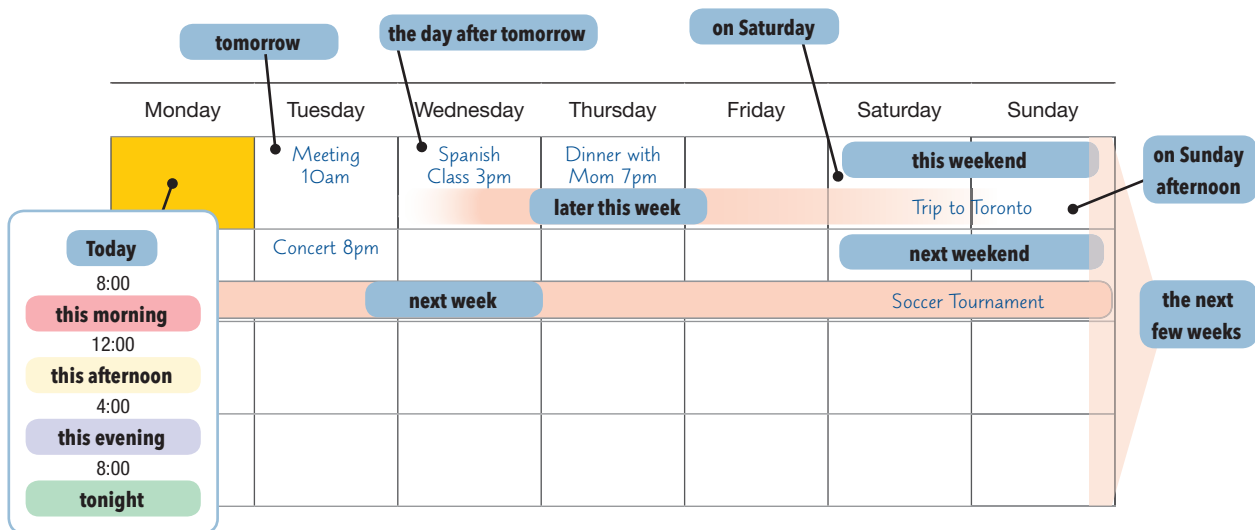 tomorrow
the day after tomorrow
on Saturday
Monday
Tuesday
Wednesday
Thursday
Friday
Saturday
Sunday
Meeting
10am
Spanish
Class 3pm
Dinner with
Mom 7pm
this weekend
on Sunday
afternoon
later this week
Trip to Toronto
Today
8:00
this morning
12:00
this afternoon
4:00
this evening
8:00
tonight
Concert 8pm
next weekend
next week
Soccer Tournament
the next
few weeks